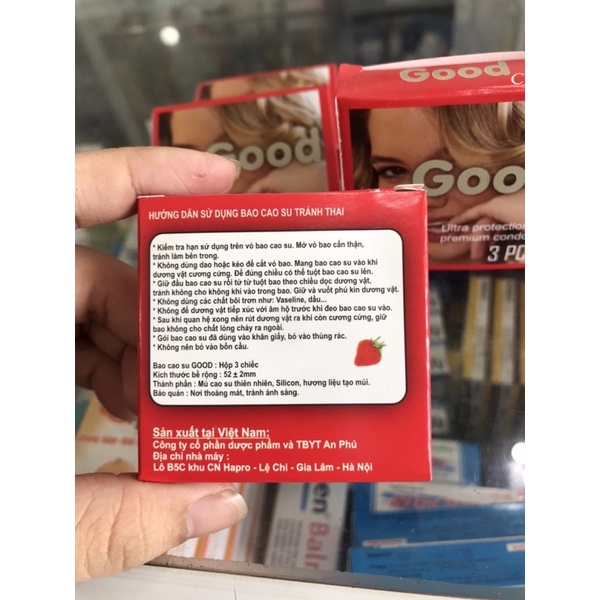 Good C
Good
Good
Ultra protection
premium condo
3 PC
HƯỚNG DẪN SỬ DỤNG BAO CAO SU TRÁNH THAI
* Kiểm tra hạn sử dụng trên vỏ bao cao su. Mở vỏ bao cẩn thận,
tránh làm bên trong.
* Không dùng dao hoặc kéo để cắt vỏ bao. Mang bao cao su vào khi
dương vật cương cứng. Để đúng chiều có thể tuột bao cao su lên.
* Giữ đầu bao cao su rồi từ từ tuột bao theo chiều dọc dương vật,
tránh không cho không khí vào trong bao. Giữ và vuốt phủ kín dương vật.
* Không dùng các chất bôi trơn như: Vaseline, dầu...
* Không để dương vật tiếp xúc với âm hộ trước khi đeo bao cao su vào.
* Sau khi quan hệ xong nên rút dương vật ra khi còn cương cứng, giữ
bao không cho chất lỏng chảy ra ngoài.
* Gói bao cao su đã dùng vào khăn giấy, bỏ vào thùng rác.
* Không nên bỏ vào bồn cầu.
Bao cao su GOOD : Hộp 3 chiếc
Kích thước bề rộng : 52 ± 2mm
Thành phần : Mủ cao su thiên nhiên, Silicon, hương liệu tạo mùi.
Bảo quản : Nơi thoáng mát, tránh ánh sáng.
Sản xuất tại Việt Nam:
Công ty cổ phần dược phẩm và TBYT An Phú
Địa chỉ nhà máy :
Lô B5C khu CN Hapro - Lệ Chi - Gia Lâm - Hà Nội